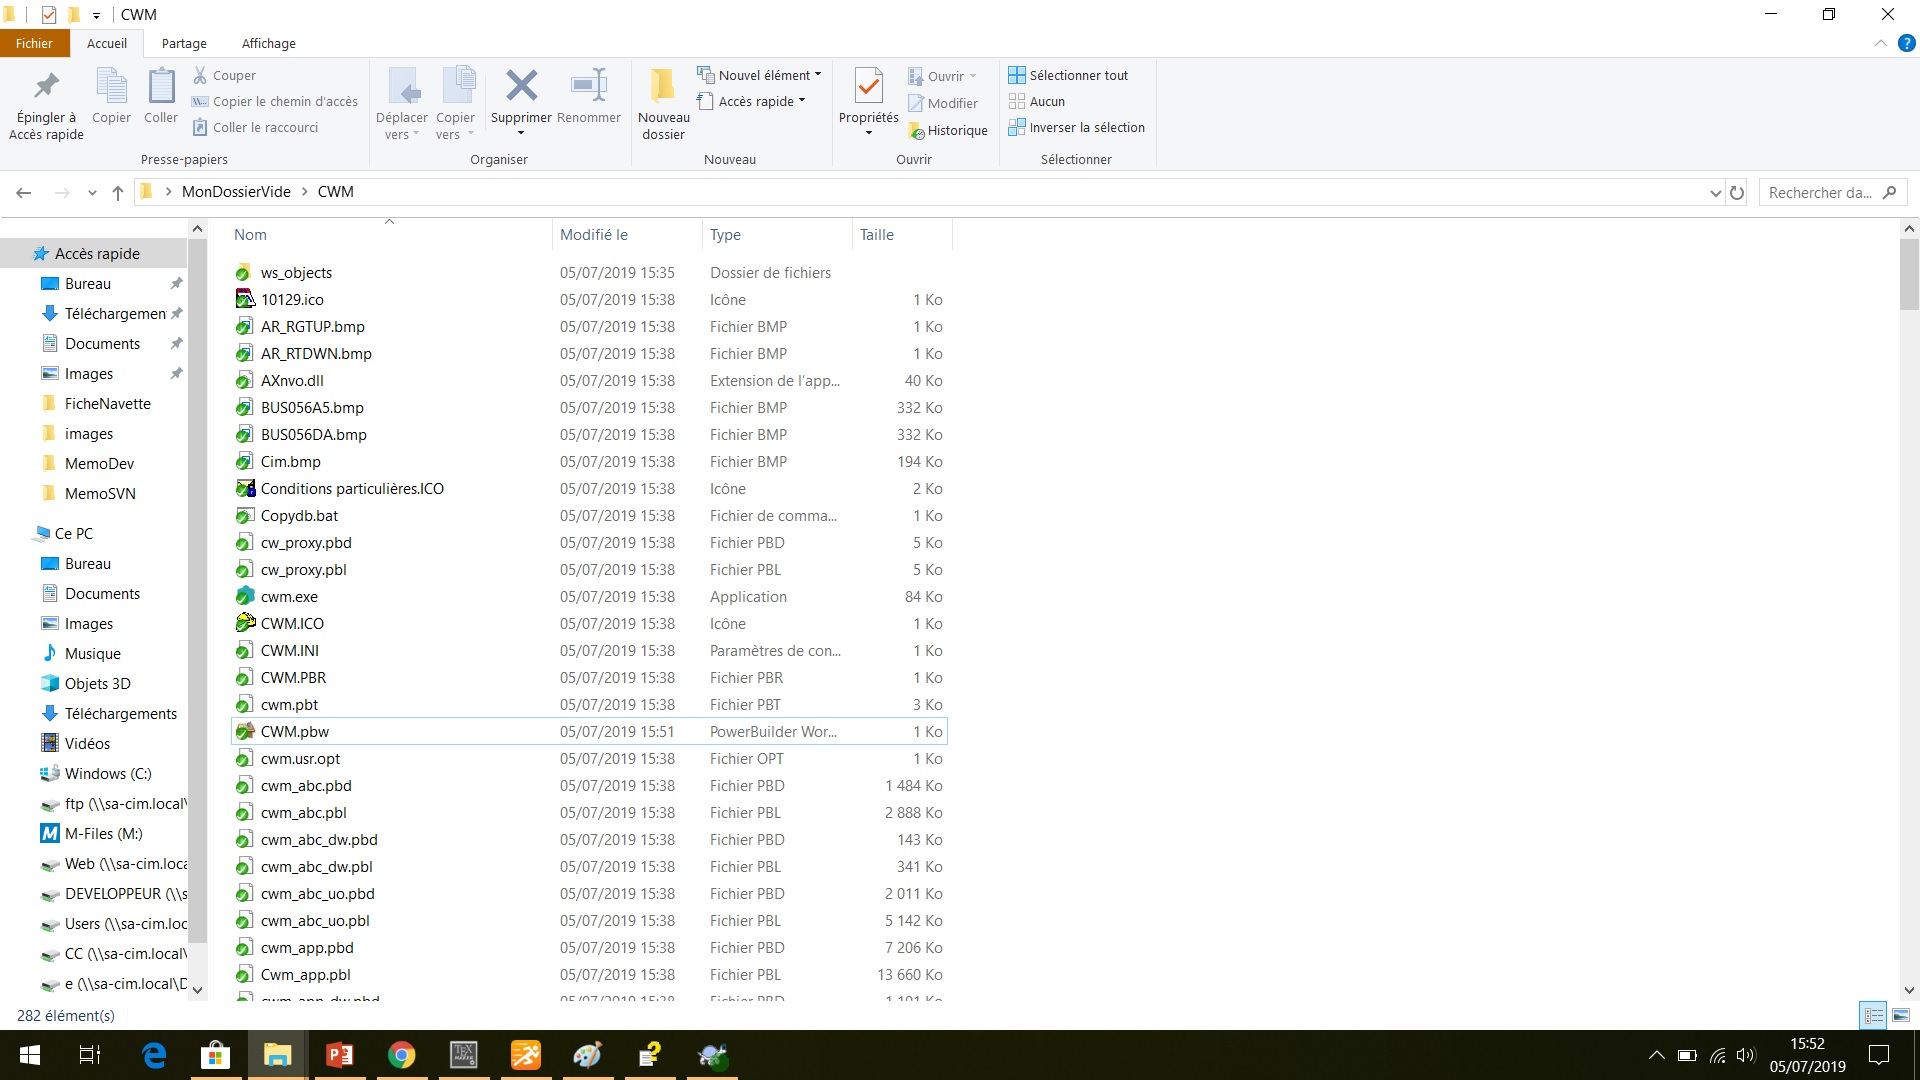 CWM
Fichier Accueil Partage Affichage
Épingler à Accès rapide
Copier
Coller
Couper
Copier le chemin d'accès
Coller le raccourci
Presse-papiers
Déplacer vers
Copier vers
Supprimer
Renommer
Organiser
Nouveau dossier
Nouvel élément
Accès rapide
Nouveau
Propriétés
Ouvrir
Modifier
Historique
Ouvrir
Sélectionner tout
Aucun
Inverser la sélection
Sélectionner
MonDossierVide > CWM
Rechercher da...
Accès rapide
Bureau
Téléchargemen
Documents
Images
FicheNavette
images
MemoDev
MemoSVN
Ce PC
Bureau
Documents
Images
Musique
Objets 3D
Téléchargements
Vidéos
Windows (C:)
ftp (\\sa-cim.local\
M-Files (M:)
Web (\\sa-cim.loca
DEVELOPPEUR (\\s
Users (\\sa-cim.loc
CC (\\sa-cim.local\
e (\\sa-cim.local\D
Nom Modifié le Type Taille
ws_objects 05/07/2019 15:35 Dossier de fichiers
10129.ico 05/07/2019 15:38 Icône 1 Ko
AR_RGTUP.bmp 05/07/2019 15:38 Fichier BMP 1 Ko
AR_RTDWN.bmp 05/07/2019 15:38 Fichier BMP 1 Ko
AXnvo.dll 05/07/2019 15:38 Extension de l'app... 40 Ko
BUS056A5.bmp 05/07/2019 15:38 Fichier BMP 332 Ko
BUS056DA.bmp 05/07/2019 15:38 Fichier BMP 332 Ko
Cim.bmp 05/07/2019 15:38 Fichier BMP 194 Ko
Conditions particulières.ICO 05/07/2019 15:38 Icône 2 Ko
Copydb.bat 05/07/2019 15:38 Fichier de comma... 1 Ko
cw_proxy.pbd 05/07/2019 15:38 Fichier PBD 5 Ko
cw_proxy.pbl 05/07/2019 15:38 Fichier PBL 5 Ko
cwm.exe 05/07/2019 15:38 Application 84 Ko
CWM.ICO 05/07/2019 15:38 Icône 1 Ko
CWM.INI 05/07/2019 15:38 Paramètres de con... 1 Ko
CWM.PBR 05/07/2019 15:38 Fichier PBR 1 Ko
cwm.pbt 05/07/2019 15:38 Fichier PBT 3 Ko
CWM.pbw 05/07/2019 15:51 PowerBuilder Wor... 1 Ko
cwm.usr.opt 05/07/2019 15:38 Fichier OPT 1 Ko
cwm_abc.pbd 05/07/2019 15:38 Fichier PBD 1 484 Ko
cwm_abc.pbl 05/07/2019 15:38 Fichier PBL 2 888 Ko
cwm_abc_dw.pbd 05/07/2019 15:38 Fichier PBD 143 Ko
cwm_abc_dw.pbl 05/07/2019 15:38 Fichier PBL 341 Ko
cwm_abc_uo.pbd 05/07/2019 15:38 Fichier PBD 2 011 Ko
cwm_abc_uo.pbl 05/07/2019 15:38 Fichier PBL 5 142 Ko
cwm_app.pbd 05/07/2019 15:38 Fichier PBD 7 206 Ko
Cwm_app.pbl 05/07/2019 15:38 Fichier PBL 13 660 Ko
cwm_app_dw.pbd 05/07/2019 15:38 Fichier PBD 1 101 Ko
282 élément(s)
15:52
05/07/2019